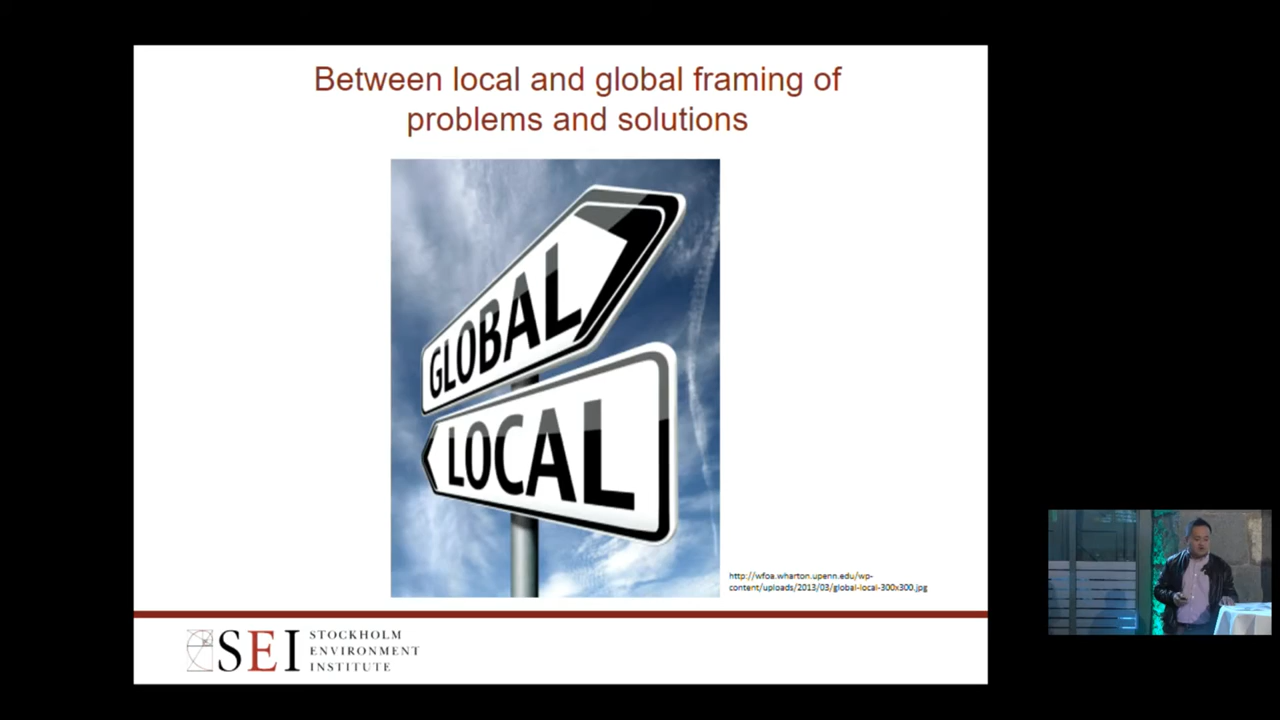 Between local and global framing of
problems and solutions
GLOBAL
LOCAL
http://wfoa.wharton.upenn.edu/wp-
content/uploads/2013/03/global-local-300x300.jpg
SEI
STOCKHOLM
ENVIRONMENT
INSTITUTE